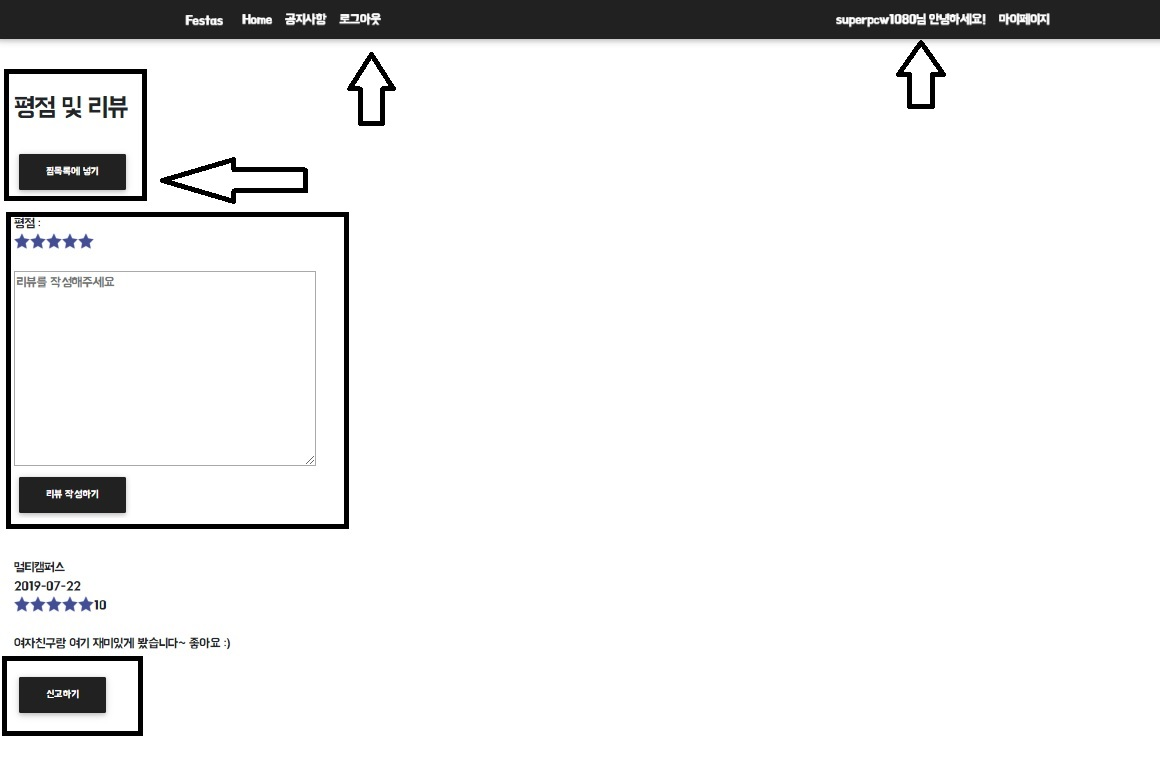 Festas Home 공지사항 로그아웃 superpcw1080님 안녕하세요! 마이페이지
평점 및 리뷰
찜목록에 넣기
평점 :
리뷰를 작성해주세요
리뷰 작성하기
멀티캠퍼스
2019-07-22
10
여자친구랑 여기 재미있게 봤습니다~ 좋아요 :)
신고하기